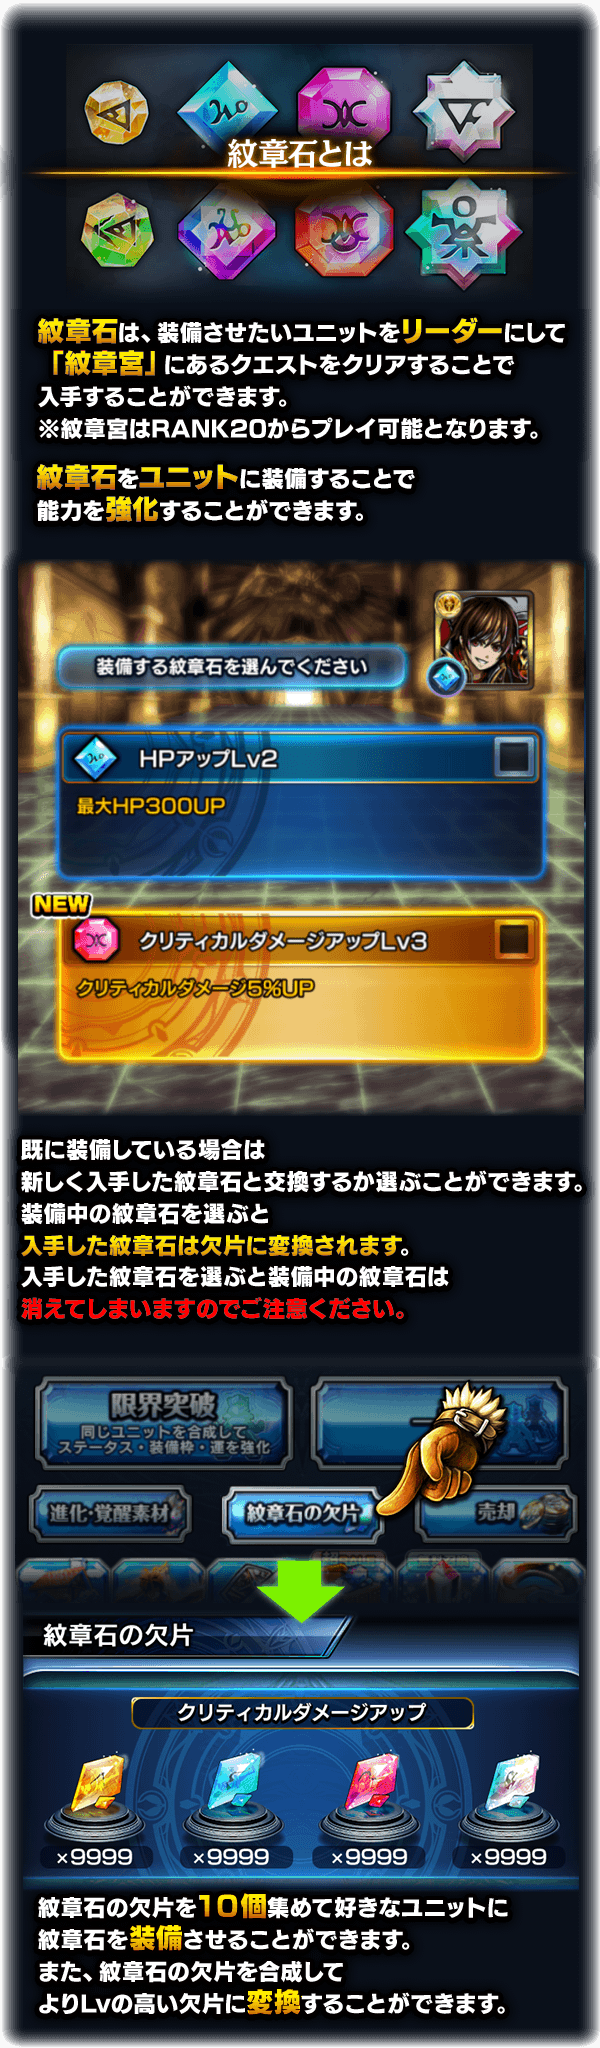 紋章石とは
紋章石は、装備させたいユニットをリーダーにして
「紋章宮」にあるクエストをクリアすることで
入手することができます。
※紋章宮はRANK20からプレイ可能となります。
紋章石をユニットに装備することで
能力を強化することができます。
装備する紋章石を選んでください
HPアップLv2
最大HP300UP
NEW
クリティカルダメージアップLv3
クリティカルダメージ5%UP
既に装備している場合は
新しく入手した紋章石と交換するか選ぶことができます。
装備中の紋章石を選ぶと
入手した紋章石は欠片に変換されます。
入手した紋章石を選ぶと装備中の紋章石は
消えてしまいますのでご注意ください。
限界突破
同じユニットを合成して
ステータス・装備枠・運を強化
進化・覚醒素材
紋章石の欠片
売却
紋章石の欠片
クリティカルダメージアップ
×9999
×9999
×9999
×9999
紋章石の欠片を10個集めて好きなユニットに
紋章石を装備させることができます。
また、紋章石の欠片を合成して
よりLvの高い欠片に変換することができます。